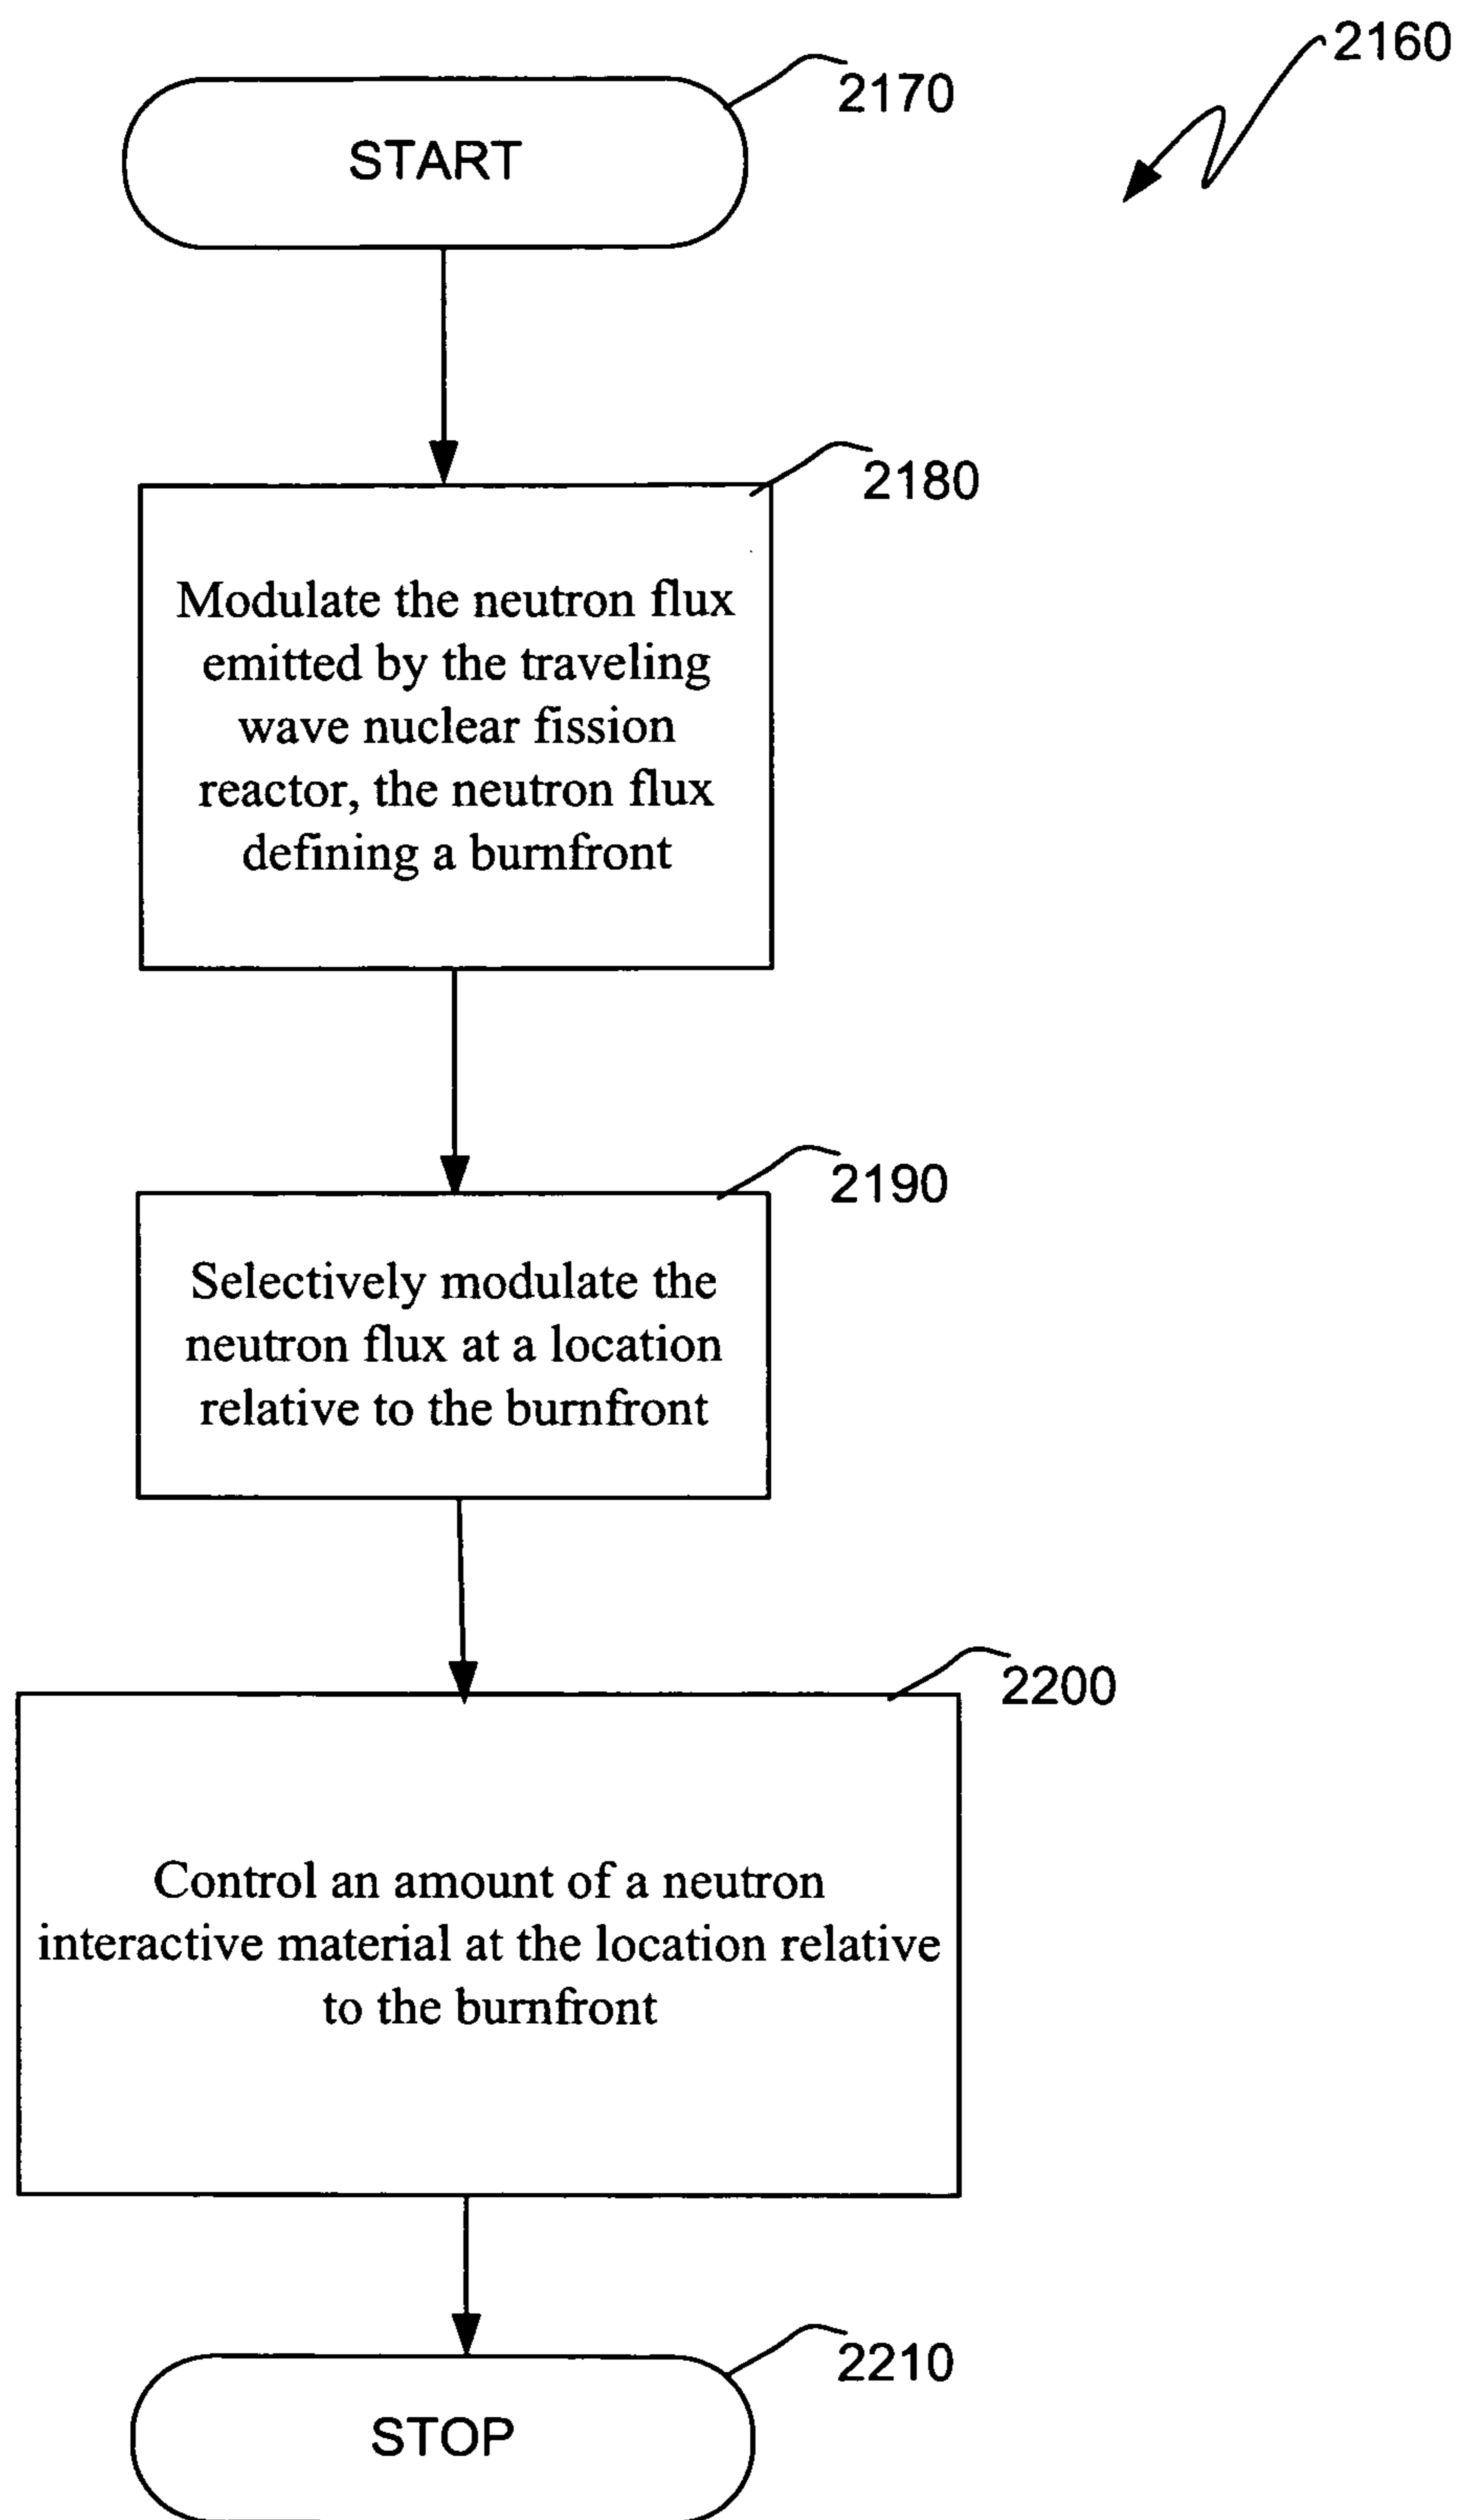 2160
2170
START
2180
Modulate the neutron flux
emitted by the traveling
wave nuclear fission
reactor, the neutron flux
defining a burnfront
2190
Selectively modulate the
neutron flux at a location
relative to the burnfront
2200
Control an amount of a neutron
interactive material at the location relative
to the burnfront
2210
STOP